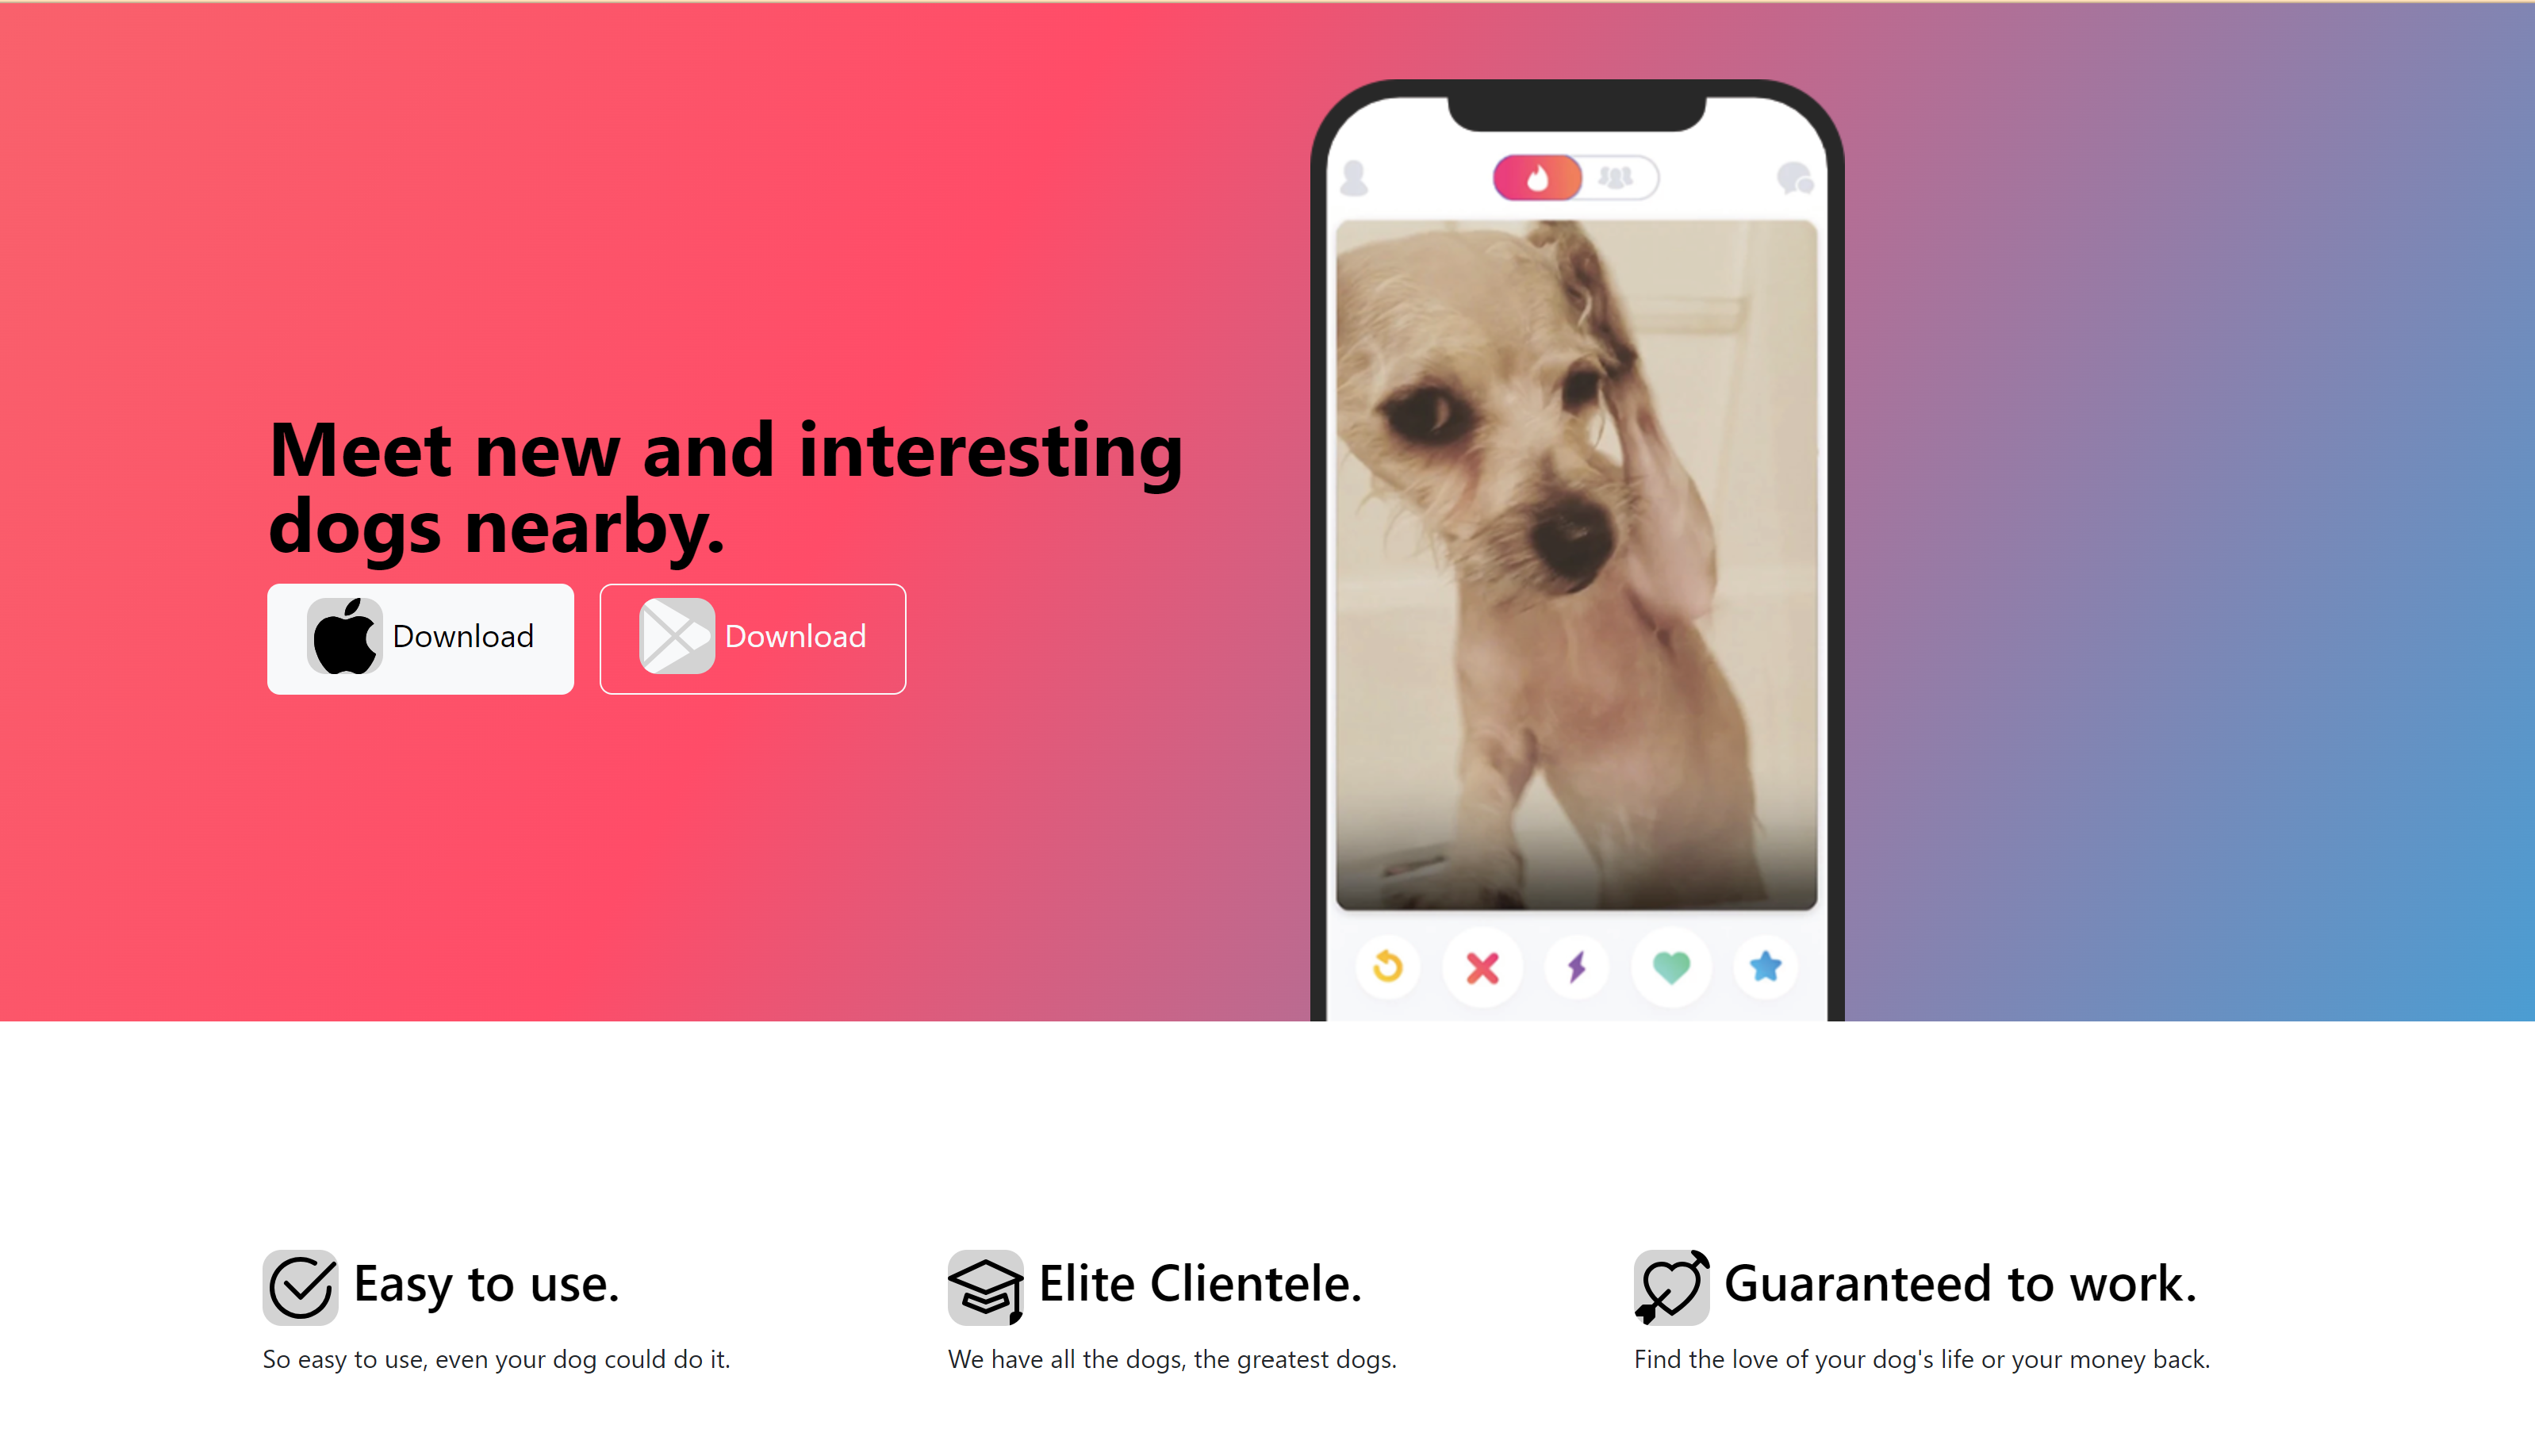 Meet new and interesting
dogs nearby.
Download
Download
Easy to use.
Elite Clientele.
Guaranteed to work.
So easy to use, even your dog could do it.
We have all the dogs, the greatest dogs.
Find the love of your dog's life or your money back.